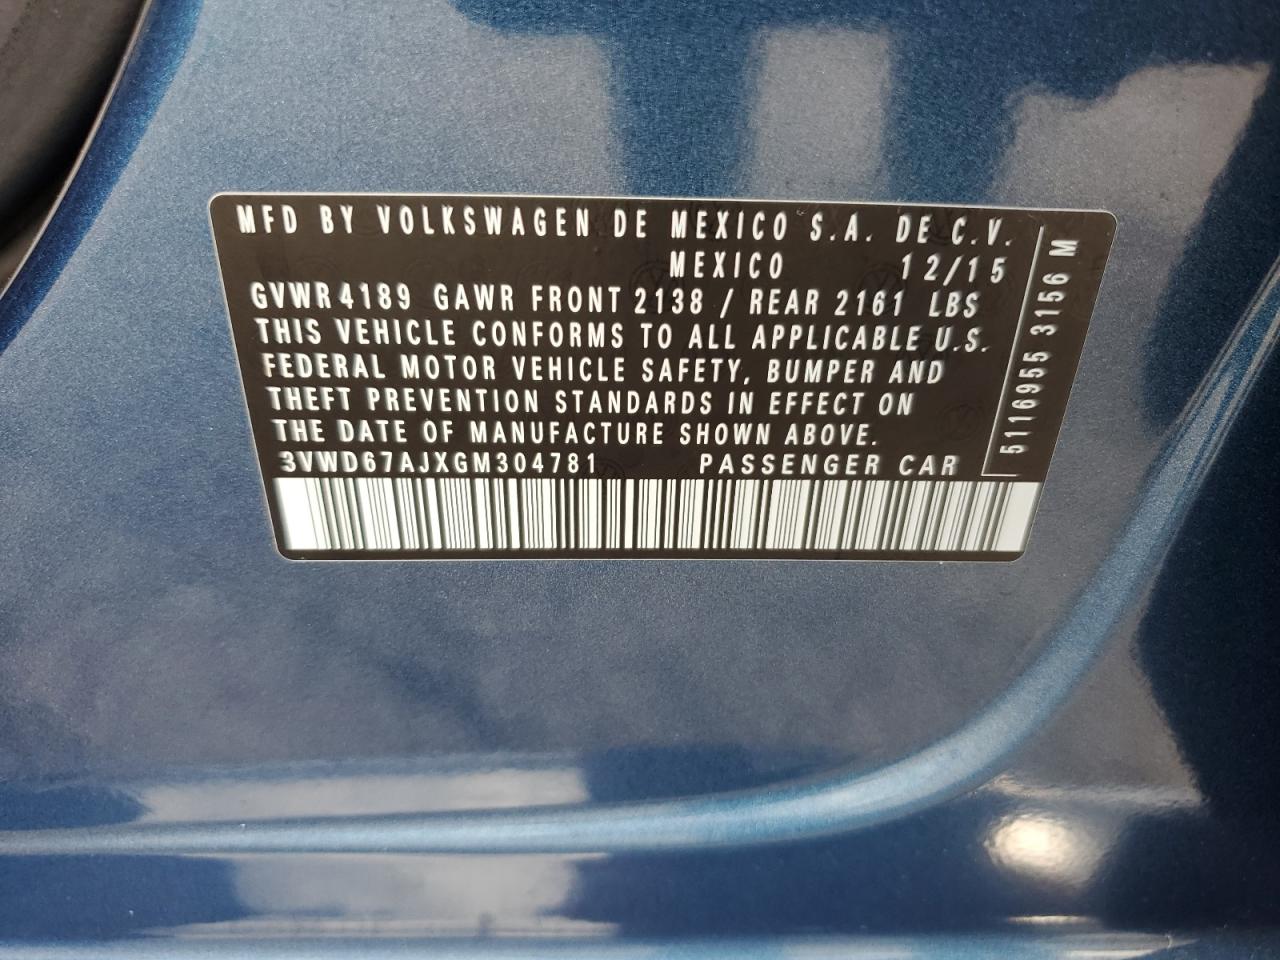 MFD BY VOLKSWAGEN DE MEXICO S.A. DE C.V.
MEXICO 12/15
GVWR 4189 GAWR FRONT 2138 / REAR 2161 LBS
THIS VEHICLE CONFORMS TO ALL APPLICABLE U.S.
FEDERAL MOTOR VEHICLE SAFETY, BUMPER AND
THEFT PREVENTION STANDARDS IN EFFECT ON
THE DATE OF MANUFACTURE SHOWN ABOVE.
3VWD67AJXGM304781 PASSENGER CAR
5116955 3156 M